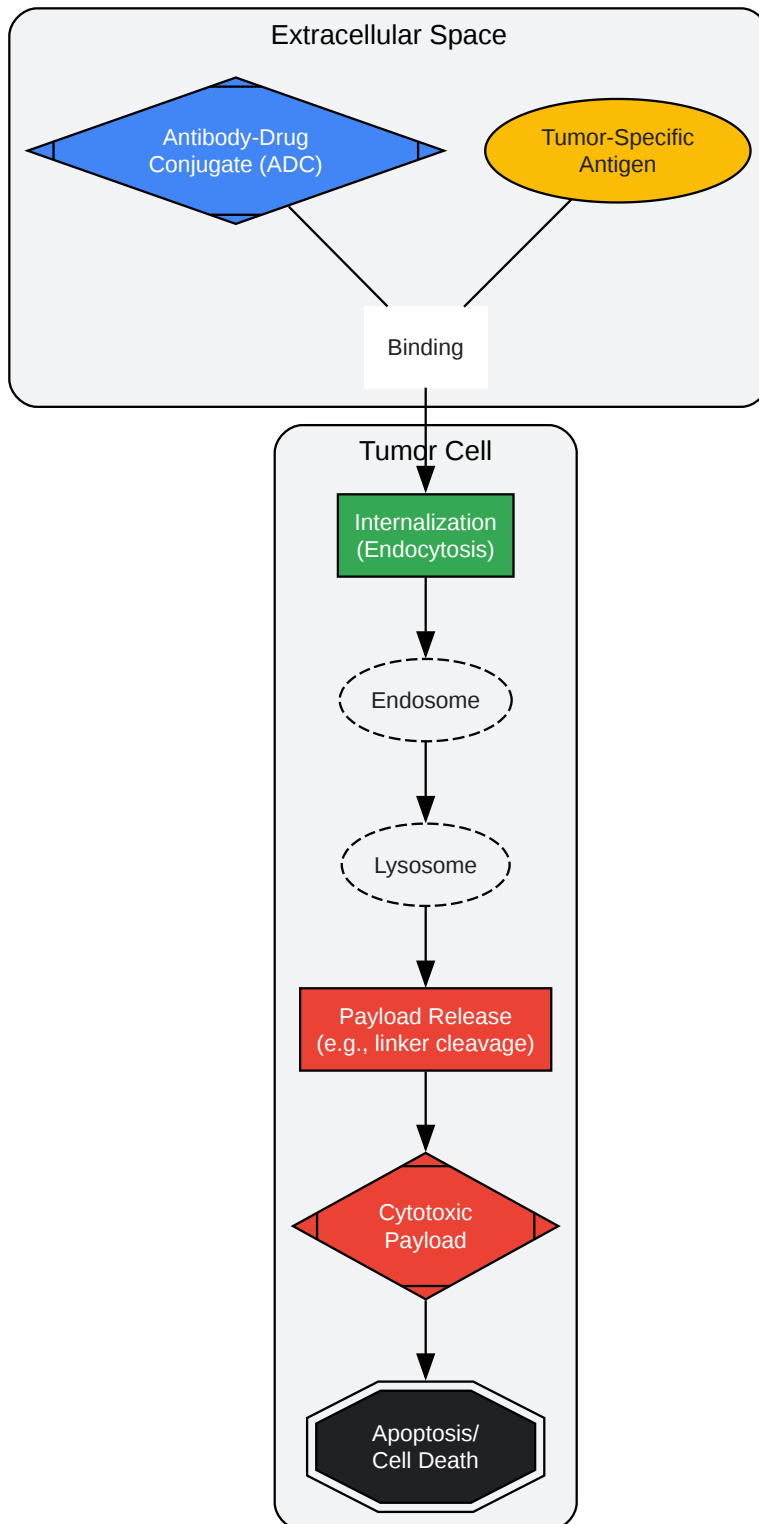 Extracellular Space
Antibody-Drug
Conjugate (ADC)
Tumor-Specific
Antigen
Binding
Tumor Cell
Internalization
(Endocytosis)
Endosome
Lysosome
Payload Release
(e.g., linker cleavage)
Cytotoxic
Payload
Apoptosis/
Cell Death